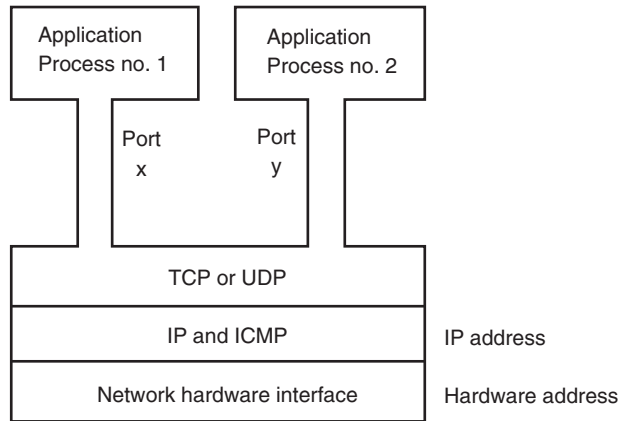 Application
Process no. 1
Application
Process no. 2
Port
x
Port
y
TCP or UDP
IP and ICMP
IP address
Network hardware interface
Hardware address